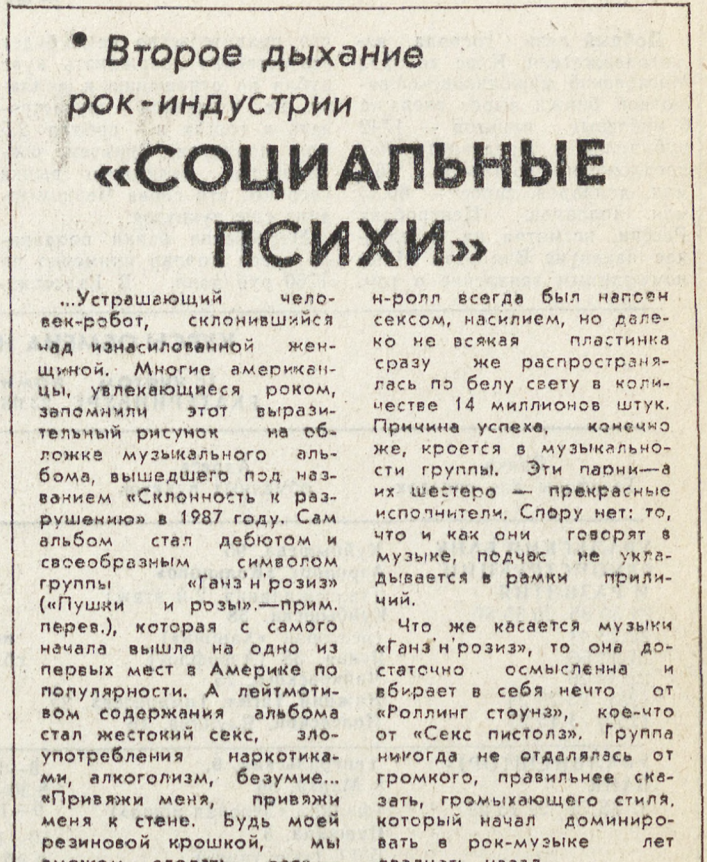 Второе дыхание
рок-индустрии
«СОЦИАЛЬНЫЕ
ПСИХИ»
...Устрашающий чело-
век-робот, склонившийся
над изнасилованной жен-
щиной. Многие американ-
цы, увлекающиеся роком,
запомнили этот вырази-
тельный рисунок на об-
ложке музыкального аль-
бома, вышедшего под наз-
ванием «Склонность к раз-
рушению» в 1987 году. Сам
альбом стал дебютом и
своеобразным символом
группы «Ганз'н'розиз»
(«Пушки и розы».—прим.
перев.), которая с самого
начала вышла на одно из
первых мест в Америке по
популярности. А лейтмоти-
вом содержания альбома
стал жестокий секс, зло-
употребления наркотика-
ми, алкоголизм, безумие...
«Привяжи меня, привяжи
меня к стене. Будь моей
резиновой крошкой, мы
н-ролл всегда был напоен
сексом, насилием, но дале-
ко не всякая пластинка
сразу же распространя-
лась по белу свету в коли-
честве 14 миллионов штук.
Причина успеха, конечно
же, кроется в музыкально-
сти группы. Эти парни—а
их шестеро — прекрасные
исполнители. Спору нет: то,
что и как они говорят в
музыке, подчас не укла-
дывается в рамки прили-
чий.
Что же касается музыки
«Ганз'н'розиз», то она до-
статочно осмысленна и
вбирает в себя нечто от
«Роллинг стоунз», кое-что
от «Секс пистолз». Группа
никогда не отдалялась от
громкого, правильнее ска-
зать, громыхающего стиля,
который начал доминиро-
вать в рок-музыке лет